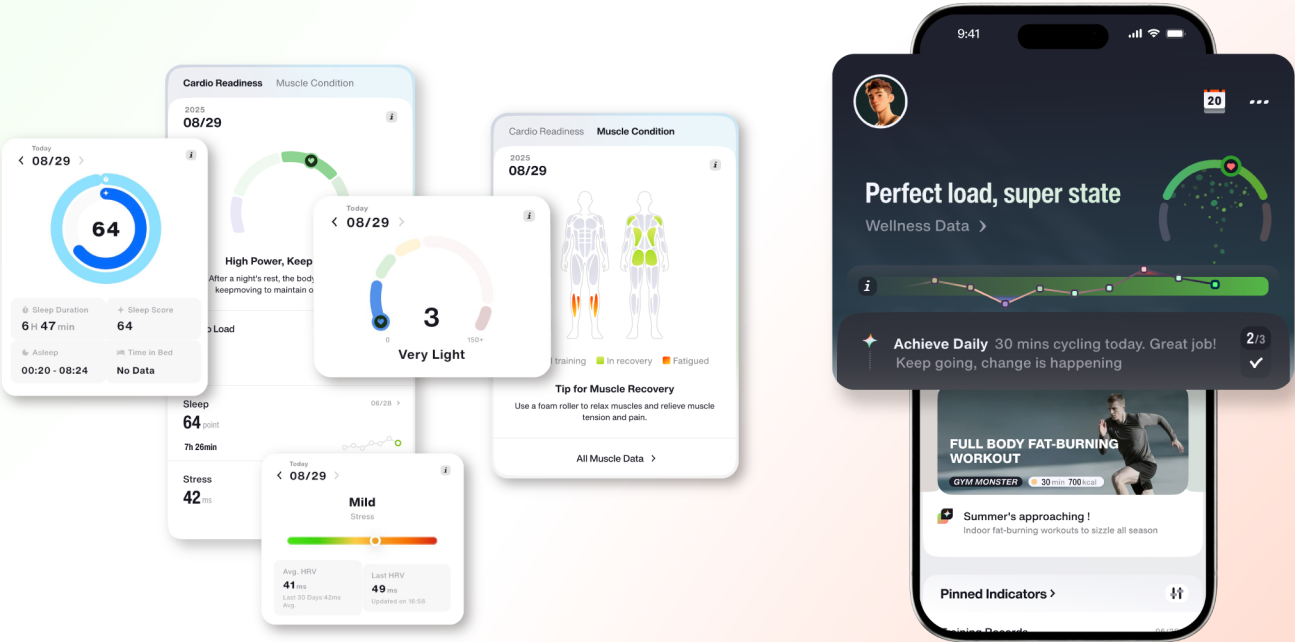 Today
08/29
64
Sleep Duration
6 H 47 min
Sleep Score
64
Asleep
00:20 - 08:24
Time in Bed
No Data
Cardio Readiness
Muscle Condition
2025
08/29
i
High Power, Keep
After a night's rest, the body
keepmoving to maintain o
o Load
Sleep
06/28
64 point
7h 26min
Stress
42 ms
Today
08/29
i
3
0
150+
Very Light
Today
08/29
i
Mild
Stress
Avg. HRV
41 ms
Last 30 Days:42ms
Avg.
Last HRV
49 ms
Updated on 16:58
Cardio Readiness
Muscle Condition
2025
08/29
i
training
In recovery
Fatigued
Tip for Muscle Recovery
Use a foam roller to relax muscles and relieve muscle
tension and pain.
All Muscle Data
9:41
20
Perfect load, super state
Wellness Data
i
Achieve Daily 30 mins cycling today. Great job!
Keep going, change is happening
2/3
FULL BODY FAT-BURNING
WORKOUT
GYM MONSTER
30 min 700 kcal
Summer's approaching !
Indoor fat-burning workouts to sizzle all season
Pinned Indicators
Training Records